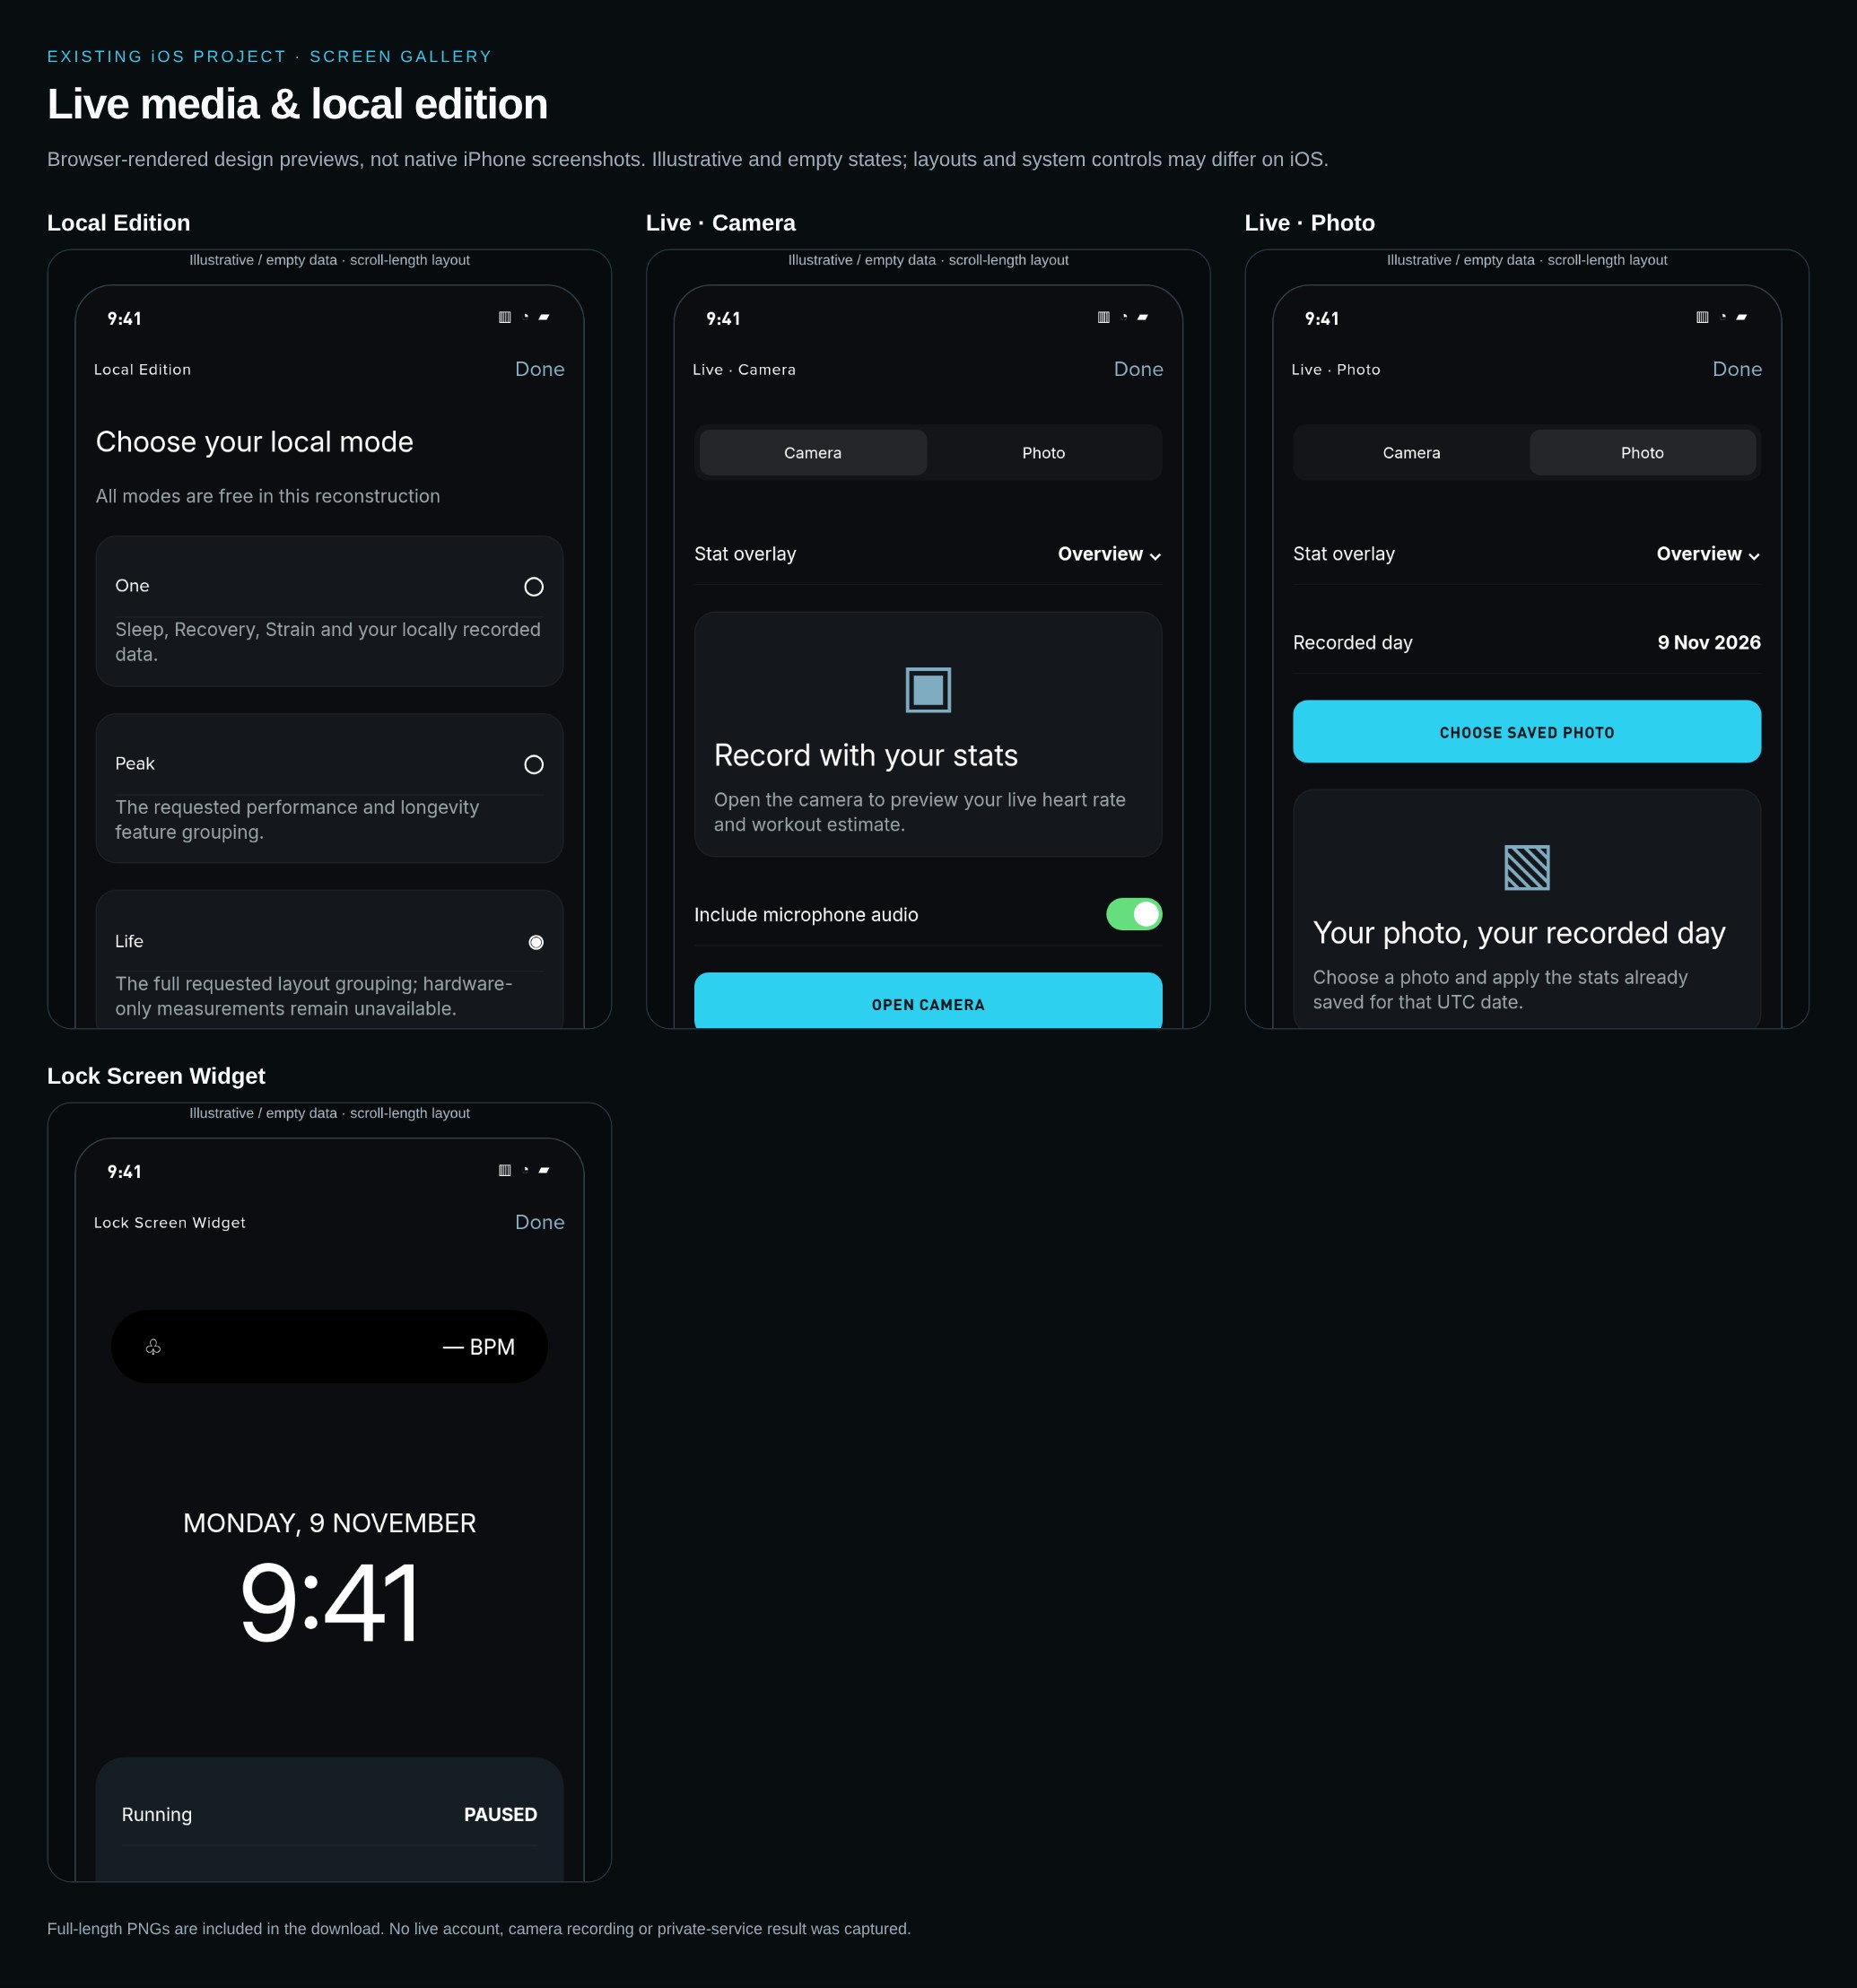 EXISTING iOS PROJECT · SCREEN GALLERY
Live media & local edition
Browser-rendered design previews, not native iPhone screenshots. Illustrative and empty states; layouts and system controls may differ on iOS.
Local Edition
Illustrative / empty data · scroll-length layout
9:41
Local Edition Done
Choose your local mode
All modes are free in this reconstruction
One
Sleep, Recovery, Strain and your locally recorded
data.
Peak
The requested performance and longevity
feature grouping.
Life
The full requested layout grouping; hardware-
only measurements remain unavailable.
Live · Camera
Illustrative / empty data · scroll-length layout
9:41
Live · Camera Done
Camera Photo
Stat overlay Overview
Record with your stats
Open the camera to preview your live heart rate
and workout estimate.
Include microphone audio
OPEN CAMERA
Live · Photo
Illustrative / empty data · scroll-length layout
9:41
Live · Photo Done
Camera Photo
Stat overlay Overview
Recorded day 9 Nov 2026
CHOOSE SAVED PHOTO
Your photo, your recorded day
Choose a photo and apply the stats already
saved for that UTC date.
Lock Screen Widget
Illustrative / empty data · scroll-length layout
9:41
Lock Screen Widget Done
— BPM
MONDAY, 9 NOVEMBER
9:41
Running PAUSED
Full-length PNGs are included in the download. No live account, camera recording or private-service result was captured.